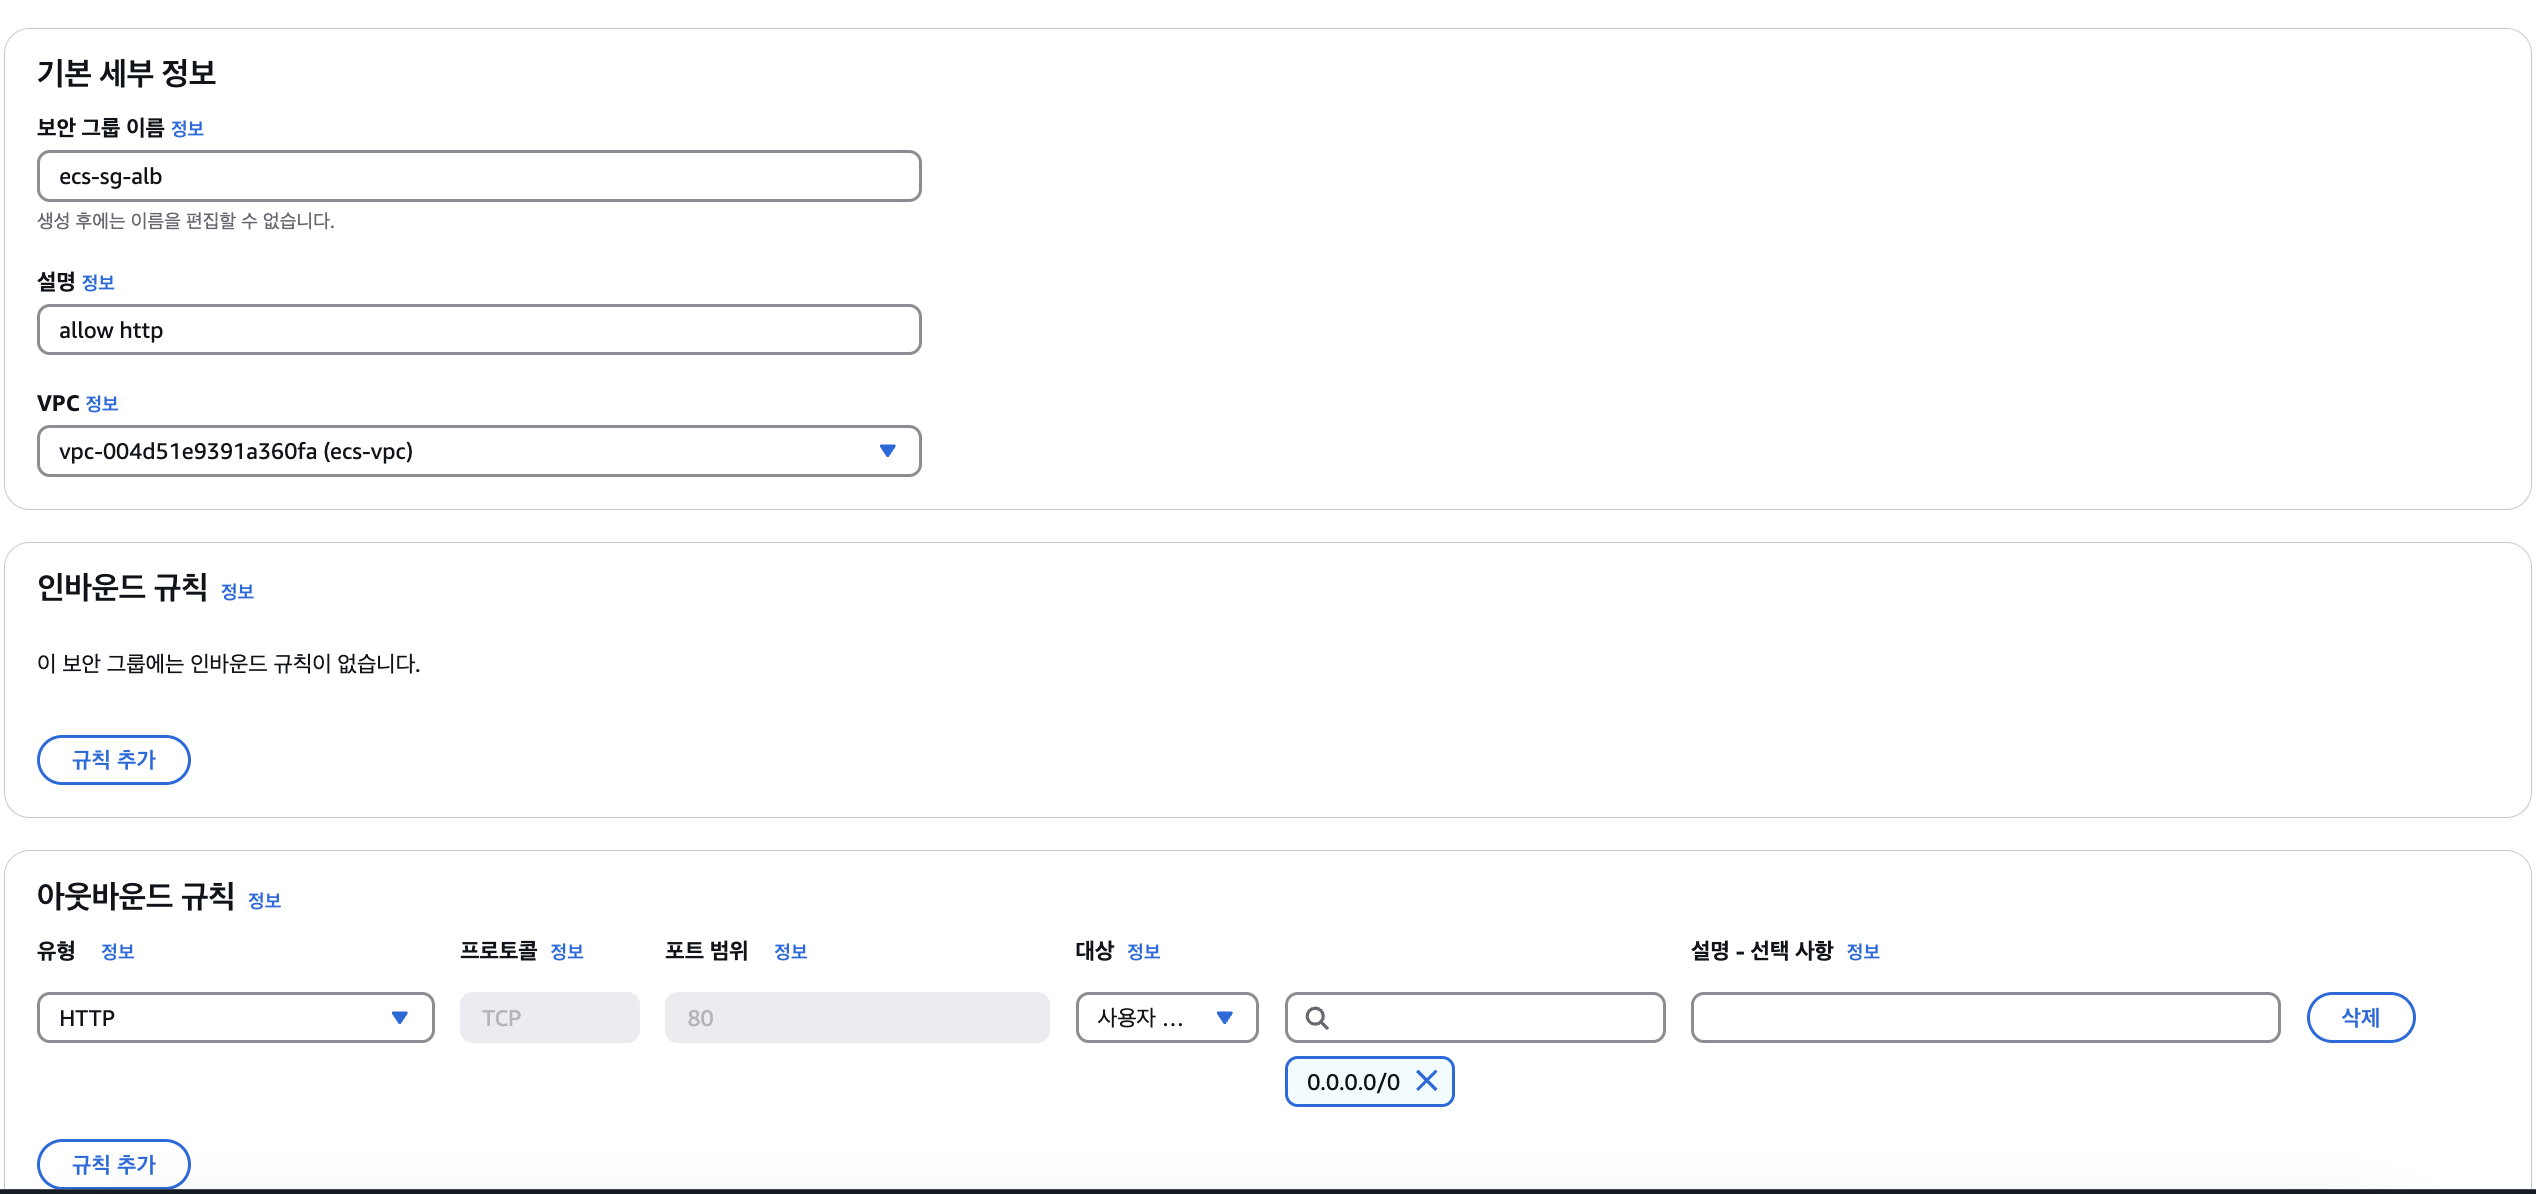 기본 세부 정보
보안 그룹 이름 정보
ecs-sg-alb
생성 후에는 이름을 편집할 수 없습니다.
설명 정보
allow http
VPC 정보
vpc-004d51e9391a360fa (ecs-vpc)
인바운드 규칙 정보
이 보안 그룹에는 인바운드 규칙이 없습니다.
규칙 추가
아웃바운드 규칙 정보
유형 정보 프로토콜 정보 포트 범위 정보 대상 정보 설명 - 선택 사항 정보
HTTP TCP 80 사용자 ... 삭제
0.0.0.0/0
규칙 추가